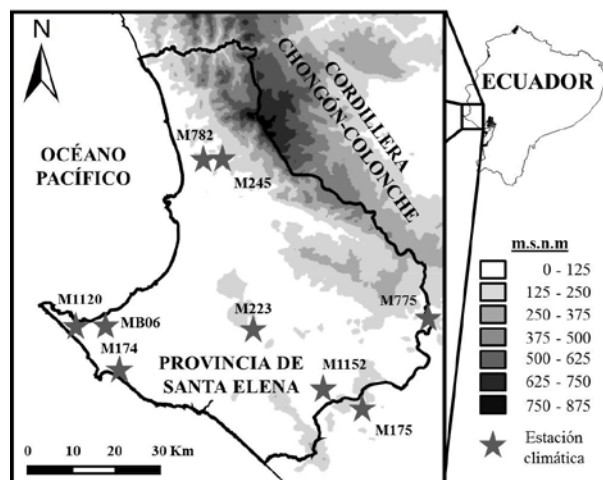 N
OCÉANO
PACÍFICO
CORDILLERA
CHONGÓN-COLONCHE
M782
M245
M1120
MB06
M174
M223
M775
M1152
M175
PROVINCIA DE
SANTA ELENA
0 10 20 30 Km
ECUADOR
m.s.n.m
0 - 125
125 - 250
250 - 375
375 - 500
500 - 625
625 - 750
750 - 875
Estación
climática